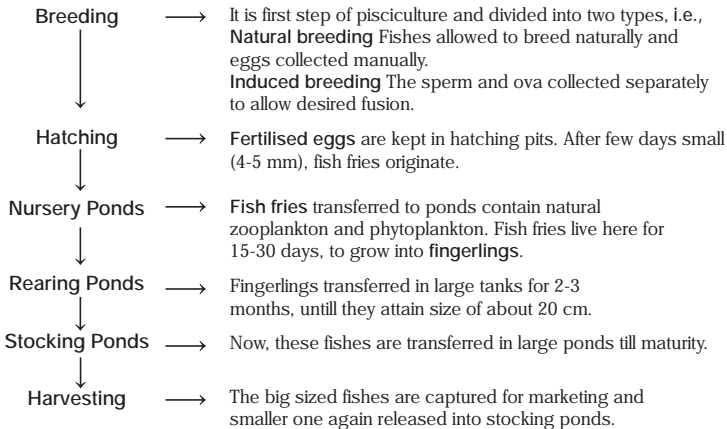 Breeding → It is first step of pisciculture and divided into two types, i.e.,
Natural breeding Fishes allowed to breed naturally and
eggs collected manually.
Induced breeding The sperm and ova collected separately
to allow desired fusion.
Hatching → Fertilised eggs are kept in hatching pits. After few days small
(4-5 mm), fish fries originate.
Nursery Ponds → Fish fries transferred to ponds contain natural
zooplankton and phytoplankton. Fish fries live here for
15-30 days, to grow into fingerlings.
Rearing Ponds → Fingerlings transferred in large tanks for 2-3
months, untill they attain size of about 20 cm.
Stocking Ponds → Now, these fishes are transferred in large ponds till maturity.
Harvesting → The big sized fishes are captured for marketing and
smaller one again released into stocking ponds.